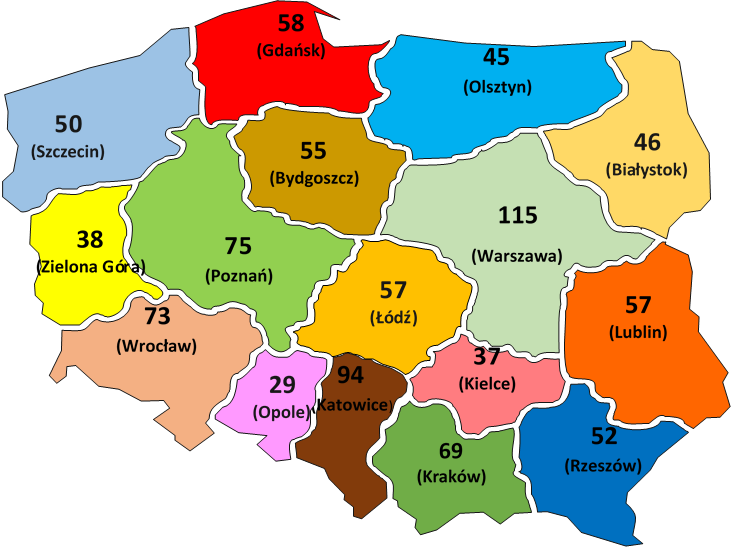 58
(Gdańsk)
45
(Olsztyn)
50
(Szczecin)
46
(Białystok)
55
(Bydgoszcz)
115
(Warszawa)
38
(Zielona Góra)
75
(Poznań)
57
(Łódź)
57
(Lublin)
73
(Wrocław)
37
(Kielce)
29
(Opole)
94
(Katowice)
69
(Kraków)
52
(Rzeszów)